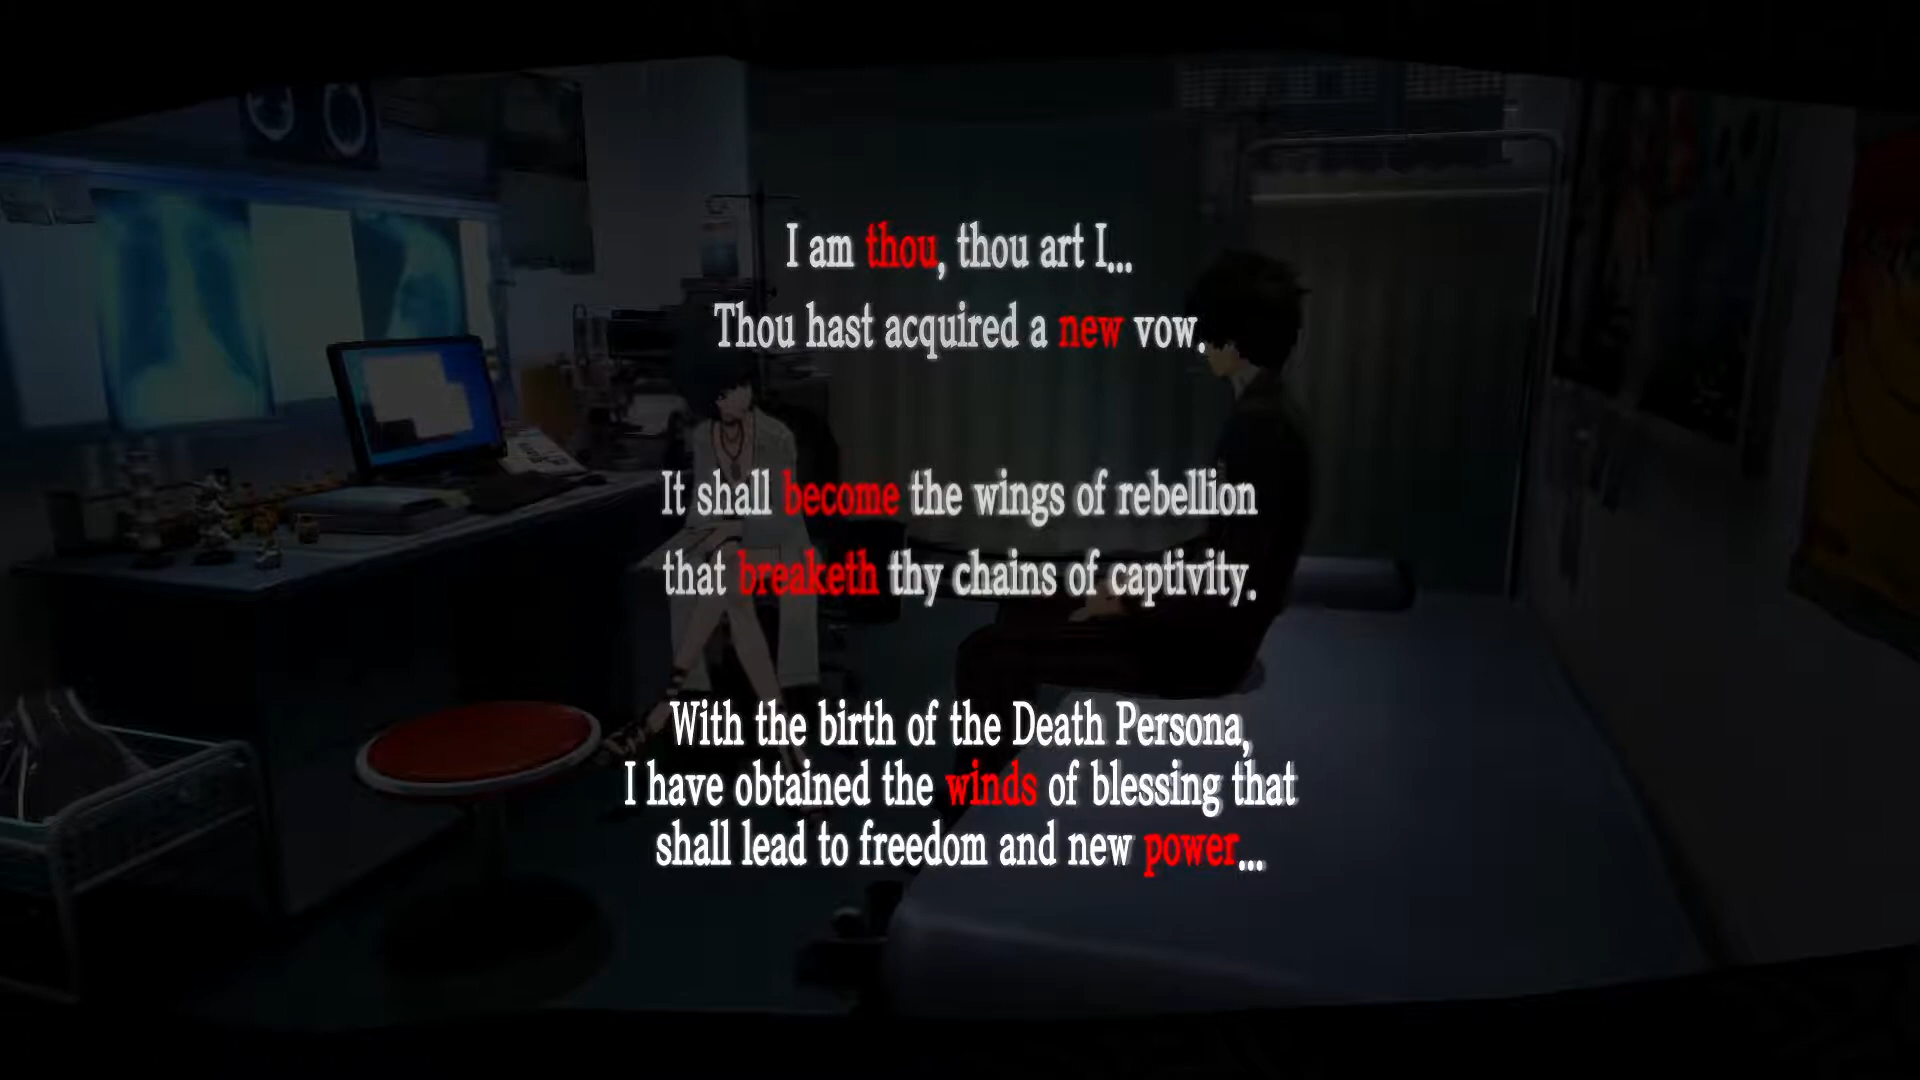 I am thou, thou art I...
Thou hast acquired a new vow.
It shall become the wings of rebellion
that breaketh thy chains of captivity.
With the birth of the Death Persona,
I have obtained the winds of blessing that
shall lead to freedom and new power...